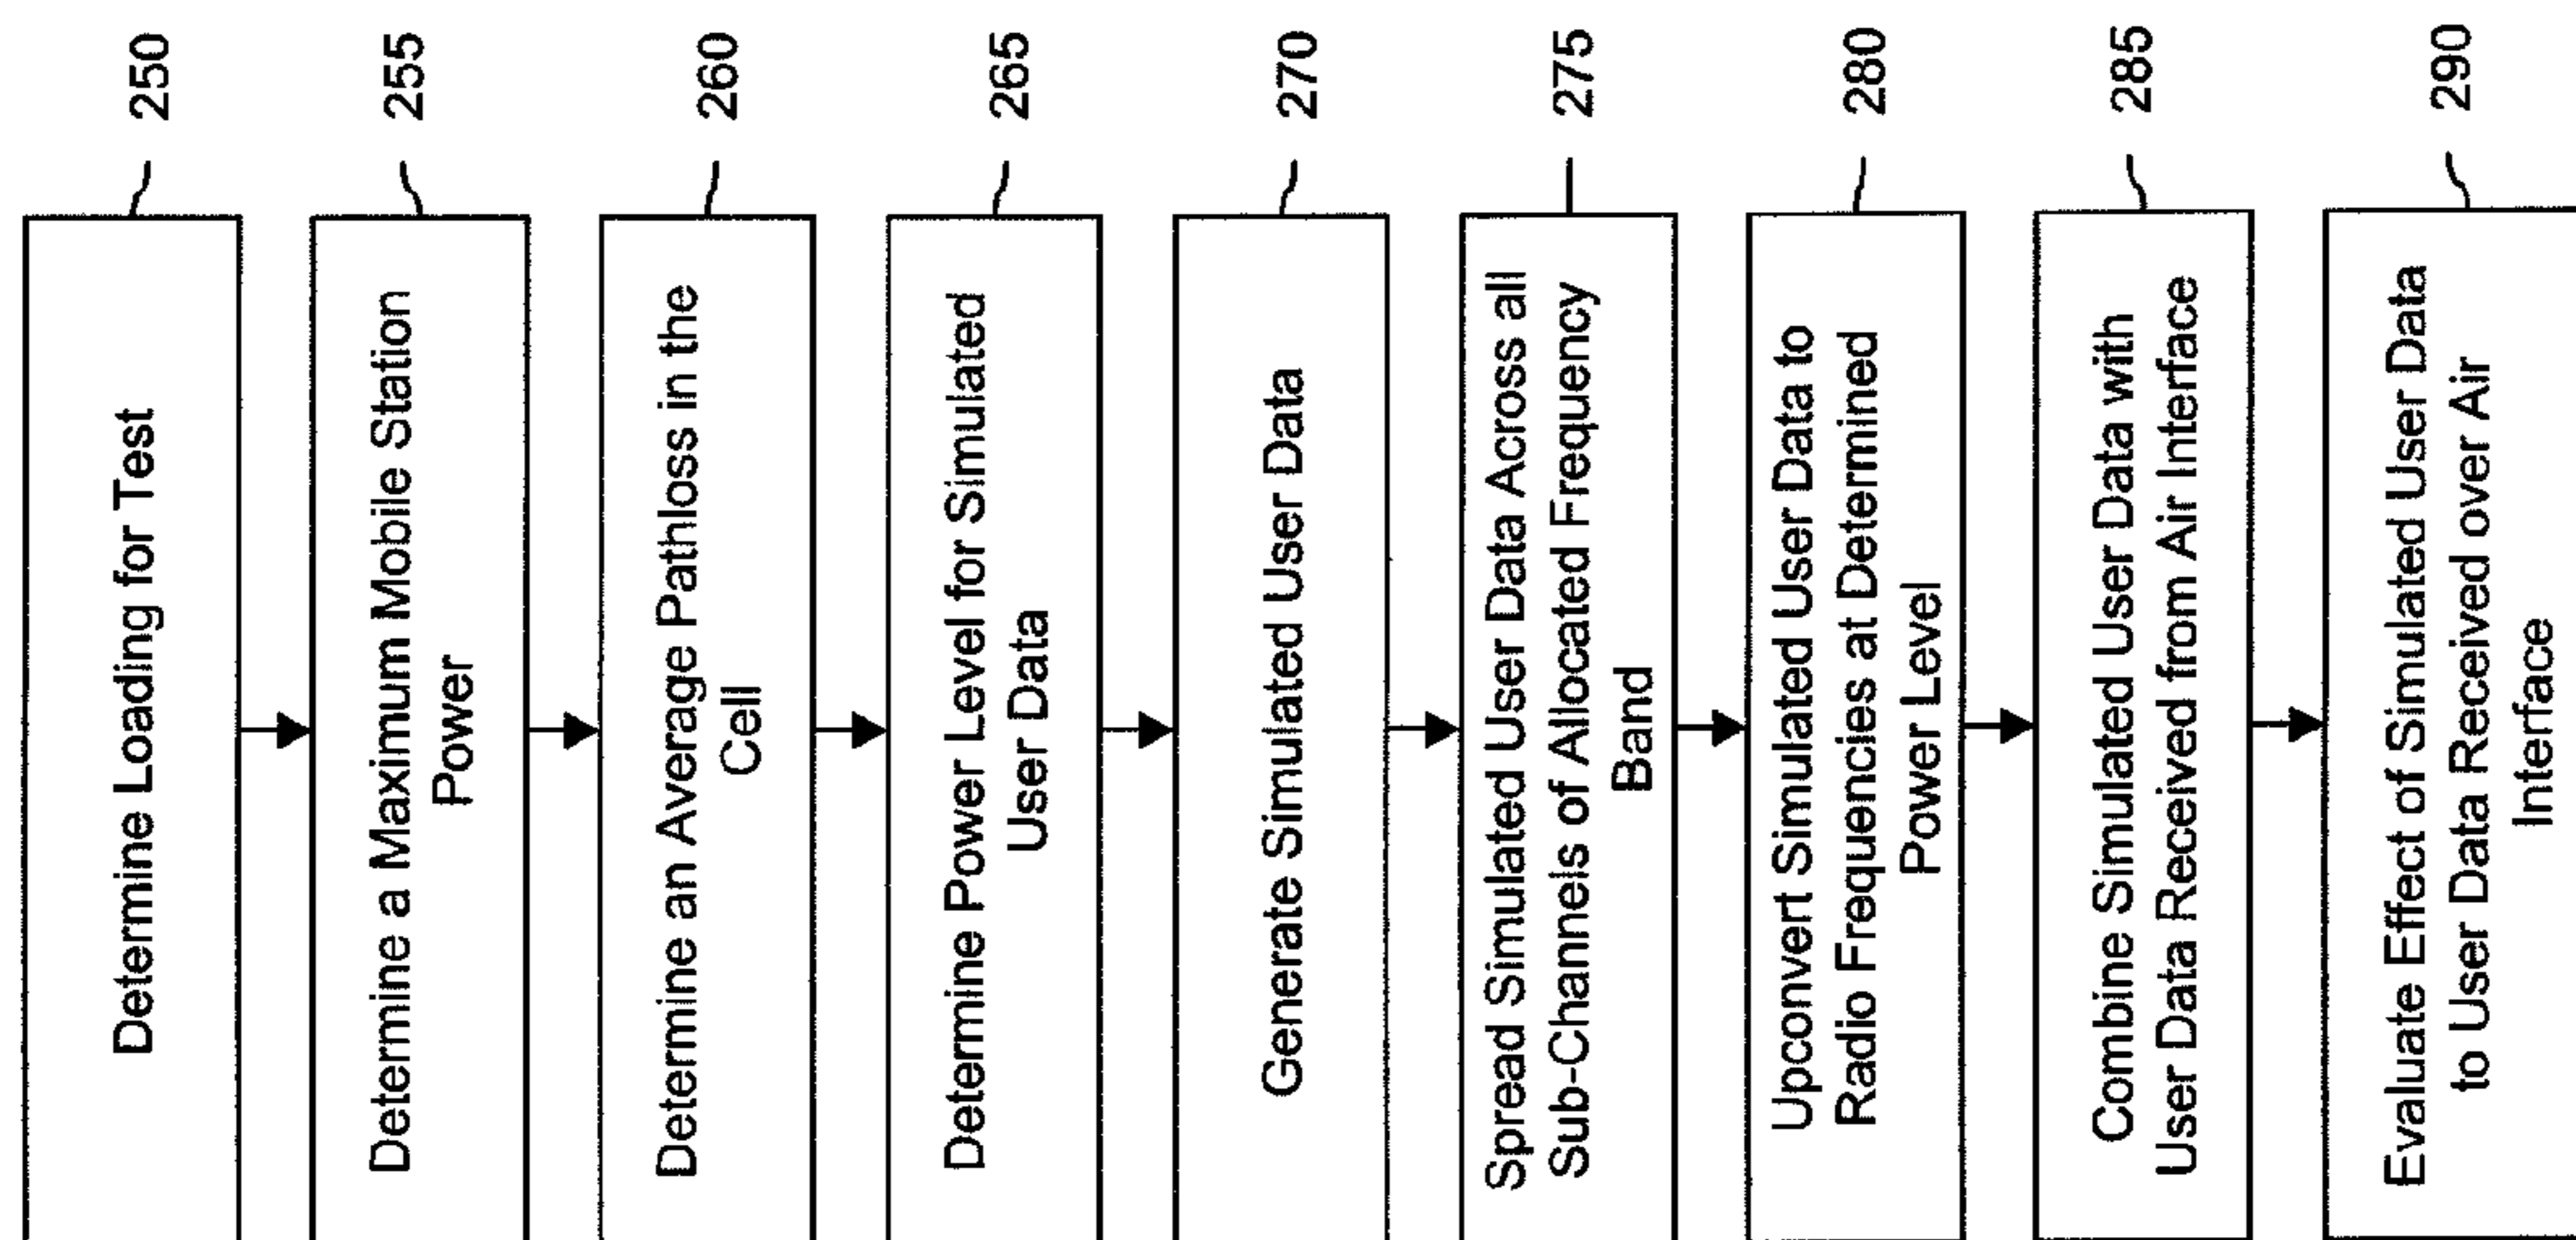 Determine Loading for Test
250
Determine a Maximum Mobile Station
Power
255
Determine an Average Pathloss in the
Cell
260
Determine Power Level for Simulated
User Data
265
Generate Simulated User Data
270
Spread Simulated User Data Across all
Sub-Channels of Allocated Frequency
Band
275
Upconvert Simulated User Data to
Radio Frequencies at Determined
Power Level
280
Combine Simulated User Data with
User Data Received from Air Interface
285
Evaluate Effect of Simulated User Data
to User Data Received over Air
Interface
290